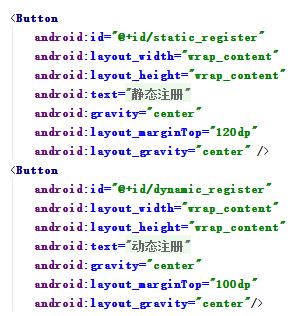 <Button
android:id="@+id/static_register"
android:layout_width="wrap_content"
android:layout_height="wrap_content"
android:text="静态注册"
android:gravity="center"
android:layout_marginTop="120dp"
android:layout_gravity="center" />
<Button
android:id="@+id/dynamic_register"
android:layout_width="wrap_content"
android:layout_height="wrap_content"
android:text="动态注册"
android:gravity="center"
android:layout_marginTop="100dp"
android:layout_gravity="center"/>